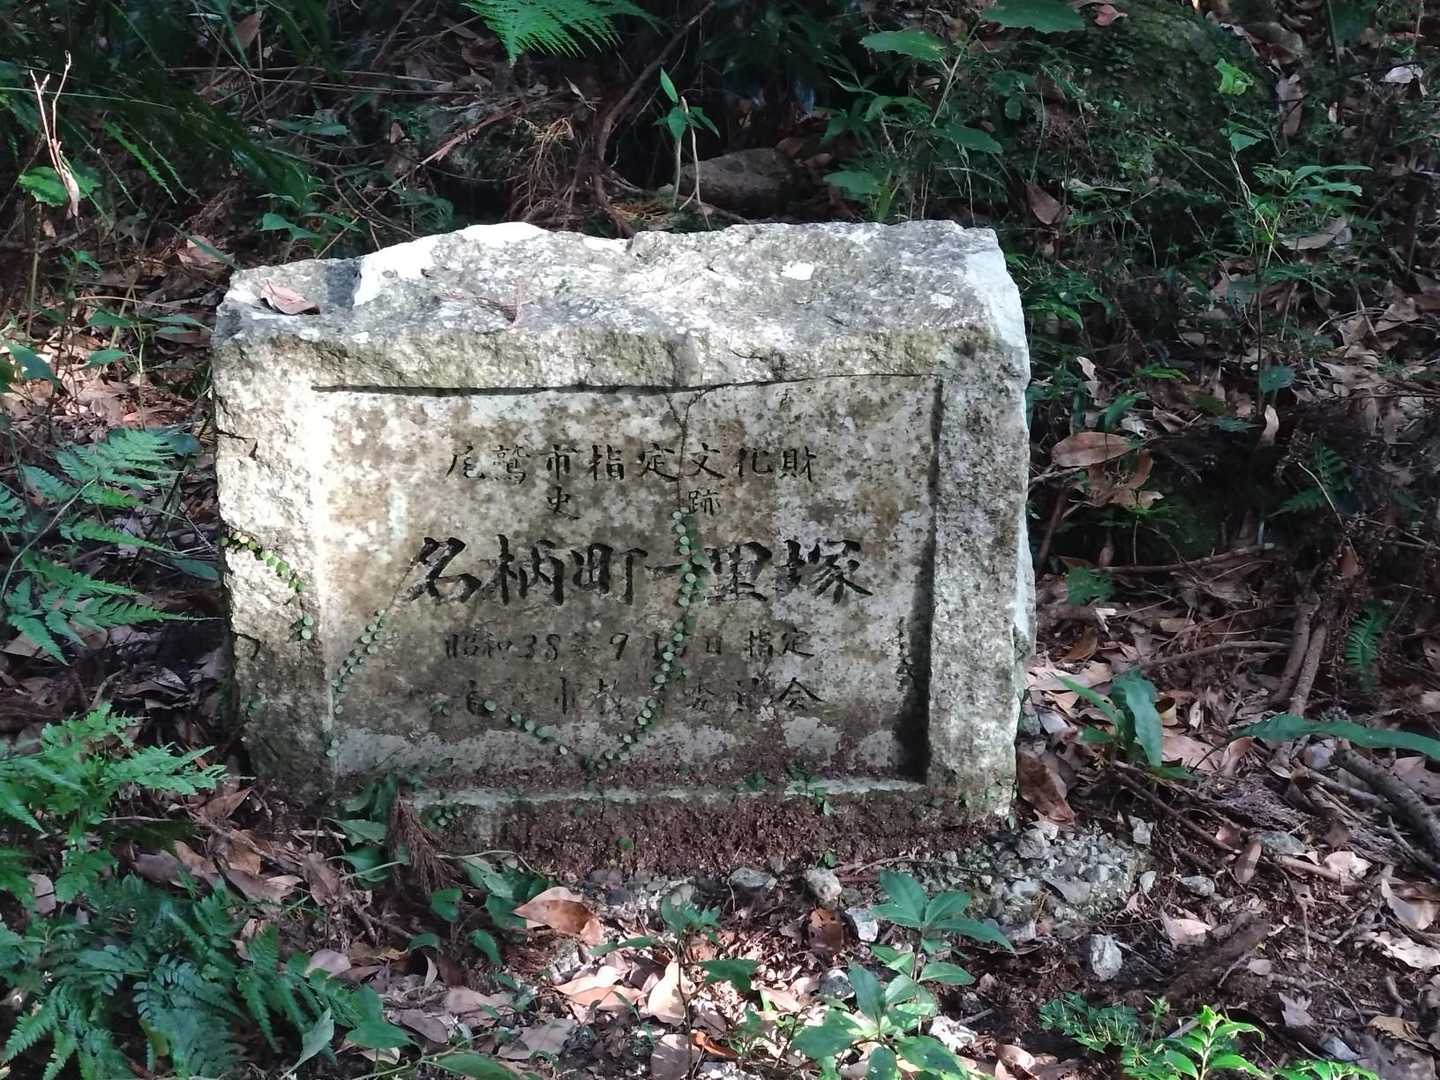 尾鷲市指定文化財
史跡
名柄町一里塚
昭和38年9月 日指定
市教 委員会